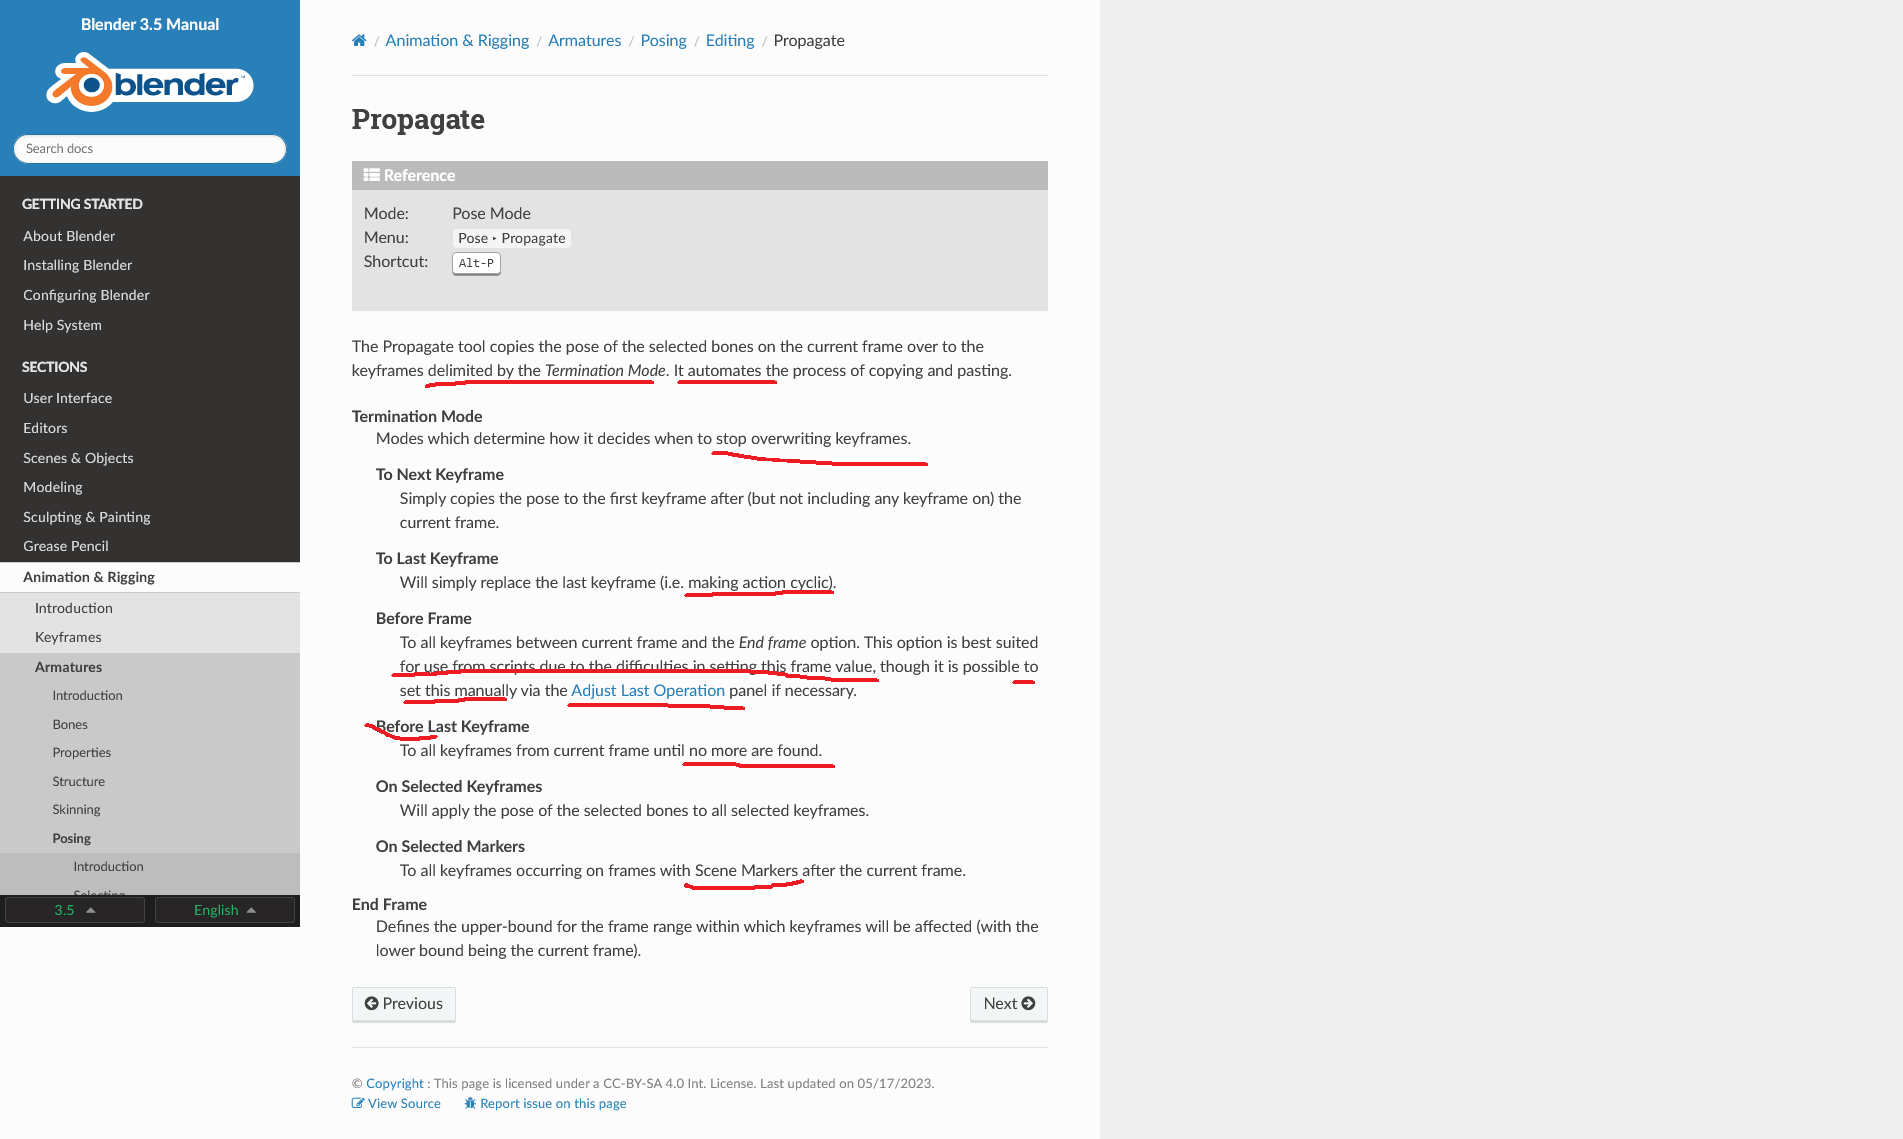 Blender 3.5 Manual
blender™
Search docs
GETTING STARTED
About Blender
Installing Blender
Configuring Blender
Help System
SECTIONS
User Interface
Editors
Scenes & Objects
Modeling
Sculpting & Painting
Grease Pencil
Animation & Rigging
Introduction
Keyframes
Armatures
Introduction
Bones
Properties
Structure
Skinning
Posing
Introduction
Selecting
3.5
English
/ Animation & Rigging / Armatures / Posing / Editing / Propagate
Propagate
Reference
Mode: Pose Mode
Menu: Pose ‣ Propagate
Shortcut: Alt-P
The Propagate tool copies the pose of the selected bones on the current frame over to the
keyframes delimited by the Termination Mode. It automates the process of copying and pasting.
Termination Mode
Modes which determine how it decides when to stop overwriting keyframes.
To Next Keyframe
Simply copies the pose to the first keyframe after (but not including any keyframe on) the
current frame.
To Last Keyframe
Will simply replace the last keyframe (i.e. making action cyclic).
Before Frame
To all keyframes between current frame and the End frame option. This option is best suited
for use from scripts due to the difficulties in setting this frame value, though it is possible to
set this manually via the Adjust Last Operation panel if necessary.
Before Last Keyframe
To all keyframes from current frame until no more are found.
On Selected Keyframes
Will apply the pose of the selected bones to all selected keyframes.
On Selected Markers
To all keyframes occurring on frames with Scene Markers after the current frame.
End Frame
Defines the upper-bound for the frame range within which keyframes will be affected (with the
lower bound being the current frame).
Previous
Next
© Copyright : This page is licensed under a CC-BY-SA 4.0 Int. License. Last updated on 05/17/2023.
View Source Report issue on this page